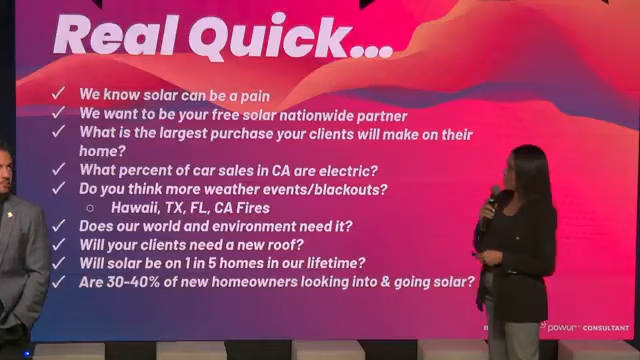 Real Quick...
✓ We know solar can be a pain
✓ We want to be your free solar nationwide partner
✓ What is the largest purchase your clients will make on their
home?
✓ What percent of car sales in CA are electric?
✓ Do you think more weather events/blackouts?
○ Hawaii, TX, FL, CA Fires
✓ Does our world and environment need it?
✓ Will your clients need a new roof?
✓ Will solar be on 1 in 5 homes in our lifetime?
✓ Are 30-40% of new homeowners looking into & going solar?
powur CONSULTANT